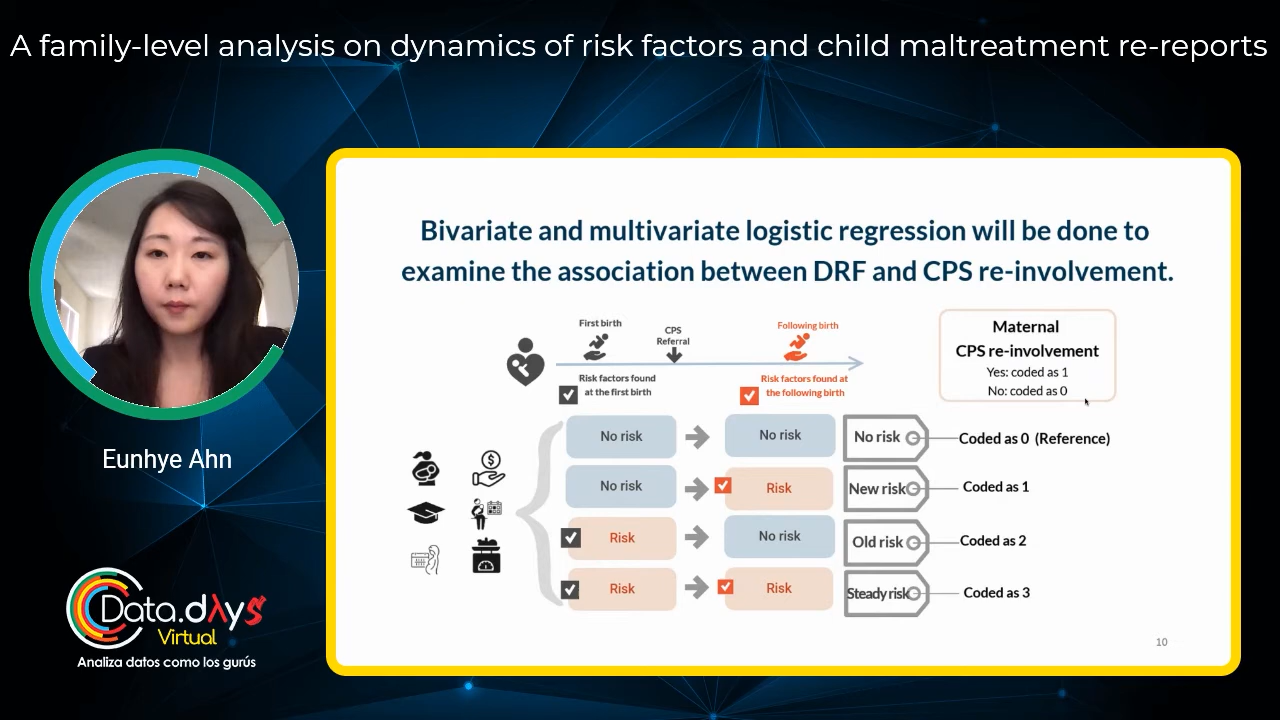 A family-level analysis on dynamics of risk factors and child maltreatment re-reports
Eunhye Ahn
Data.dAys
Virtual
Analiza datos como los gurús
Bivariate and multivariate logistic regression will be done to
examine the association between DRF and CPS re-involvement.
First birth
CPS
Referral
Following birth
Risk factors found
at the first birth
Risk factors found at
the following birth
Maternal
CPS re-involvement
Yes: coded as 1
No: coded as 0
No risk
No risk
No risk
Coded as 0 (Reference)
No risk
Risk
New risk
Coded as 1
Risk
No risk
Old risk
Coded as 2
Risk
Risk
Steady risk
Coded as 3
10